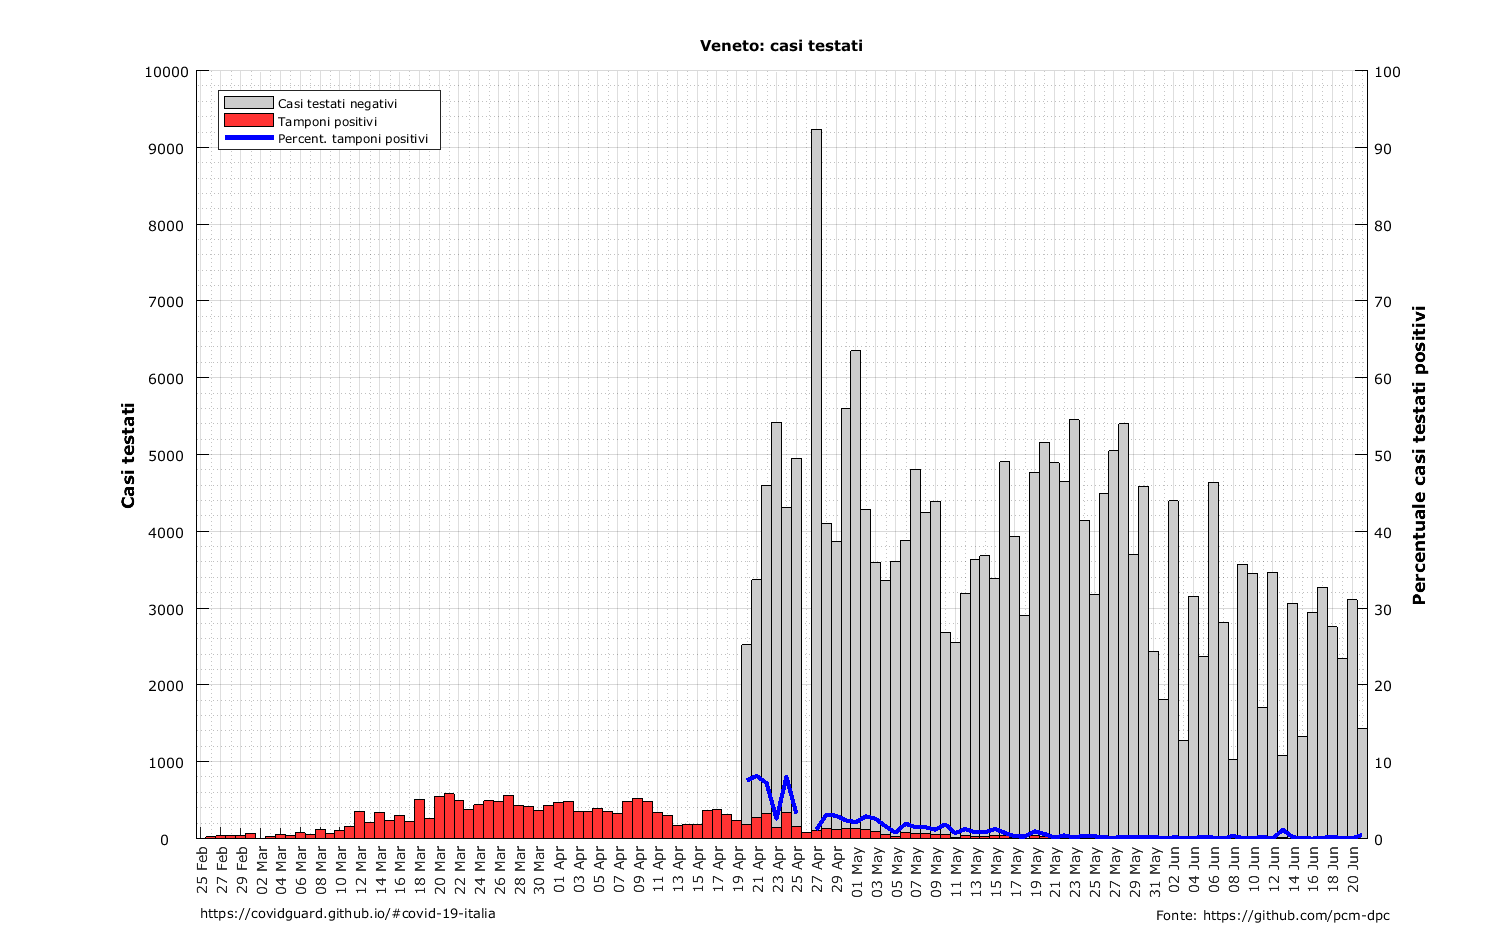 Veneto: casi testati
Casi testati negativi
Tamponi positivi
Percent. tamponi positivi
Casi testati
10000
9000
8000
7000
6000
5000
4000
3000
2000
1000
0
100
90
80
70
60
50
40
30
20
10
0
Percentuale casi testati positivi
25 Feb
27 Feb
29 Feb
02 Mar
04 Mar
06 Mar
08 Mar
10 Mar
12 Mar
14 Mar
16 Mar
18 Mar
20 Mar
22 Mar
24 Mar
26 Mar
28 Mar
30 Mar
01 Apr
03 Apr
05 Apr
07 Apr
09 Apr
11 Apr
13 Apr
15 Apr
17 Apr
19 Apr
21 Apr
23 Apr
25 Apr
27 Apr
29 Apr
01 May
03 May
05 May
07 May
09 May
11 May
13 May
15 May
17 May
19 May
21 May
23 May
25 May
27 May
29 May
31 May
02 Jun
04 Jun
06 Jun
08 Jun
10 Jun
12 Jun
14 Jun
16 Jun
18 Jun
20 Jun
https://covidguard.github.io/#covid-19-italia
Fonte: https://github.com/pcm-dpc